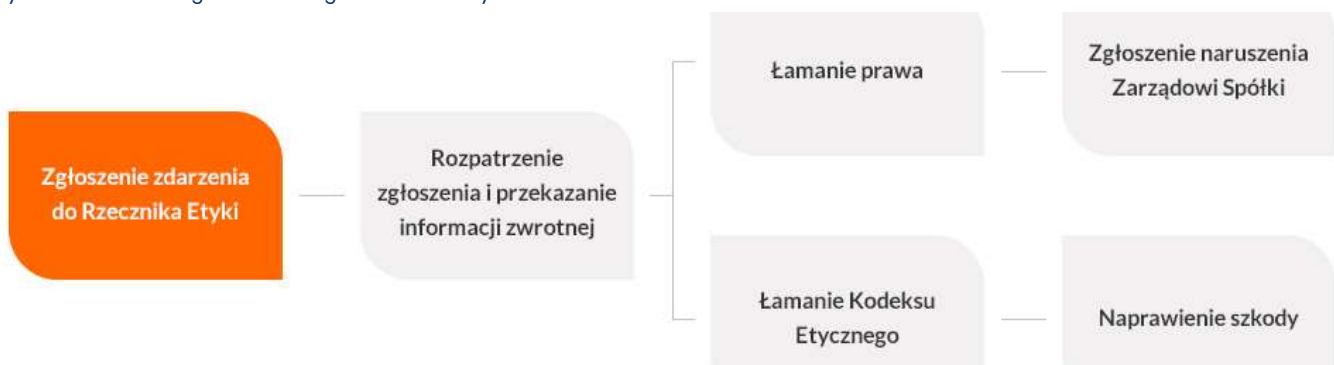 Zgłoszenie zdarzenia
do Rzecznika Etyki
Rozpatrzenie
zgłoszenia i przekazanie
informacji zwrotnej
Łamanie prawa
Zgłoszenie naruszenia
Zarządowi Spółki
Łamanie Kodeksu
Etycznego
Naprawienie szkody